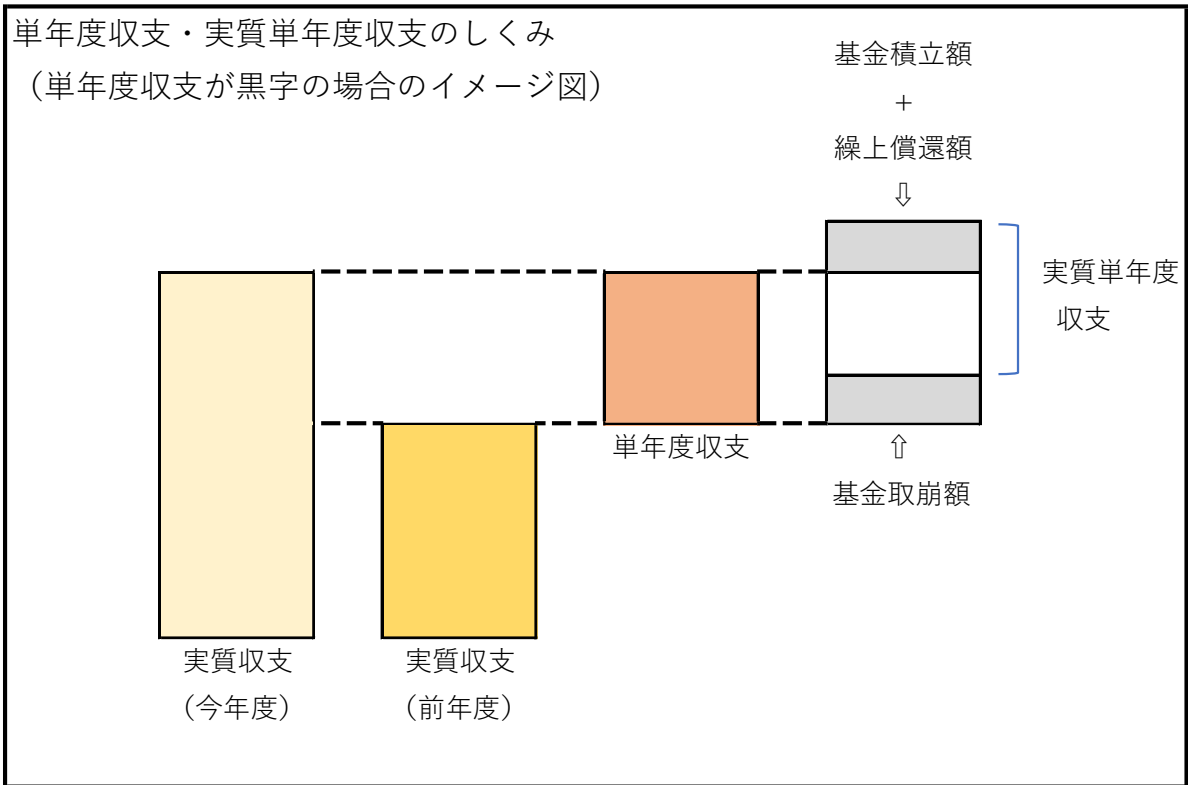 単年度収支・実質単年度収支のしくみ
（単年度収支が黒字の場合のイメージ図）
基金積立額
+
繰上償還額
⇩
実質単年度
収支
単年度収支
⇧
基金取崩額
実質収支
（今年度）
実質収支
（前年度）